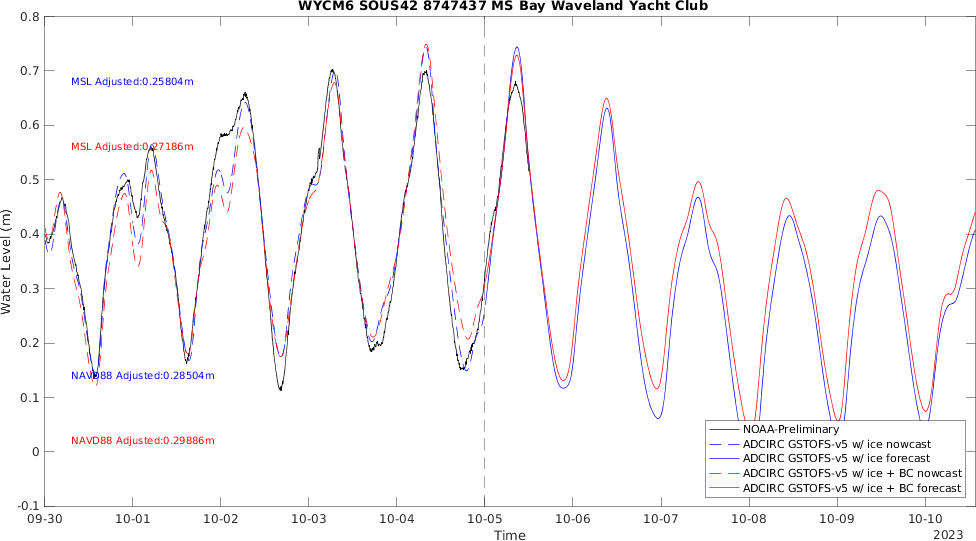 WYCM6 SOUS42 8747437 MS Bay Waveland Yacht Club
0.8
0.7
0.6
0.5
0.4
0.3
0.2
0.1
0
-0.1
Water Level (m)
MSL Adjusted:0.25804m
MSL Adjusted:0.27186m
NAVD88 Adjusted:0.28504m
NAVD88 Adjusted:0.29886m
NOAA-Preliminary
ADCIRC GSTOFS-v5 w/ ice nowcast
ADCIRC GSTOFS-v5 w/ ice forecast
ADCIRC GSTOFS-v5 w/ ice + BC nowcast
ADCIRC GSTOFS-v5 w/ ice + BC forecast
09-30 10-01 10-02 10-03 10-04 10-05 10-06 10-07 10-08 10-09 10-10
Time
2023